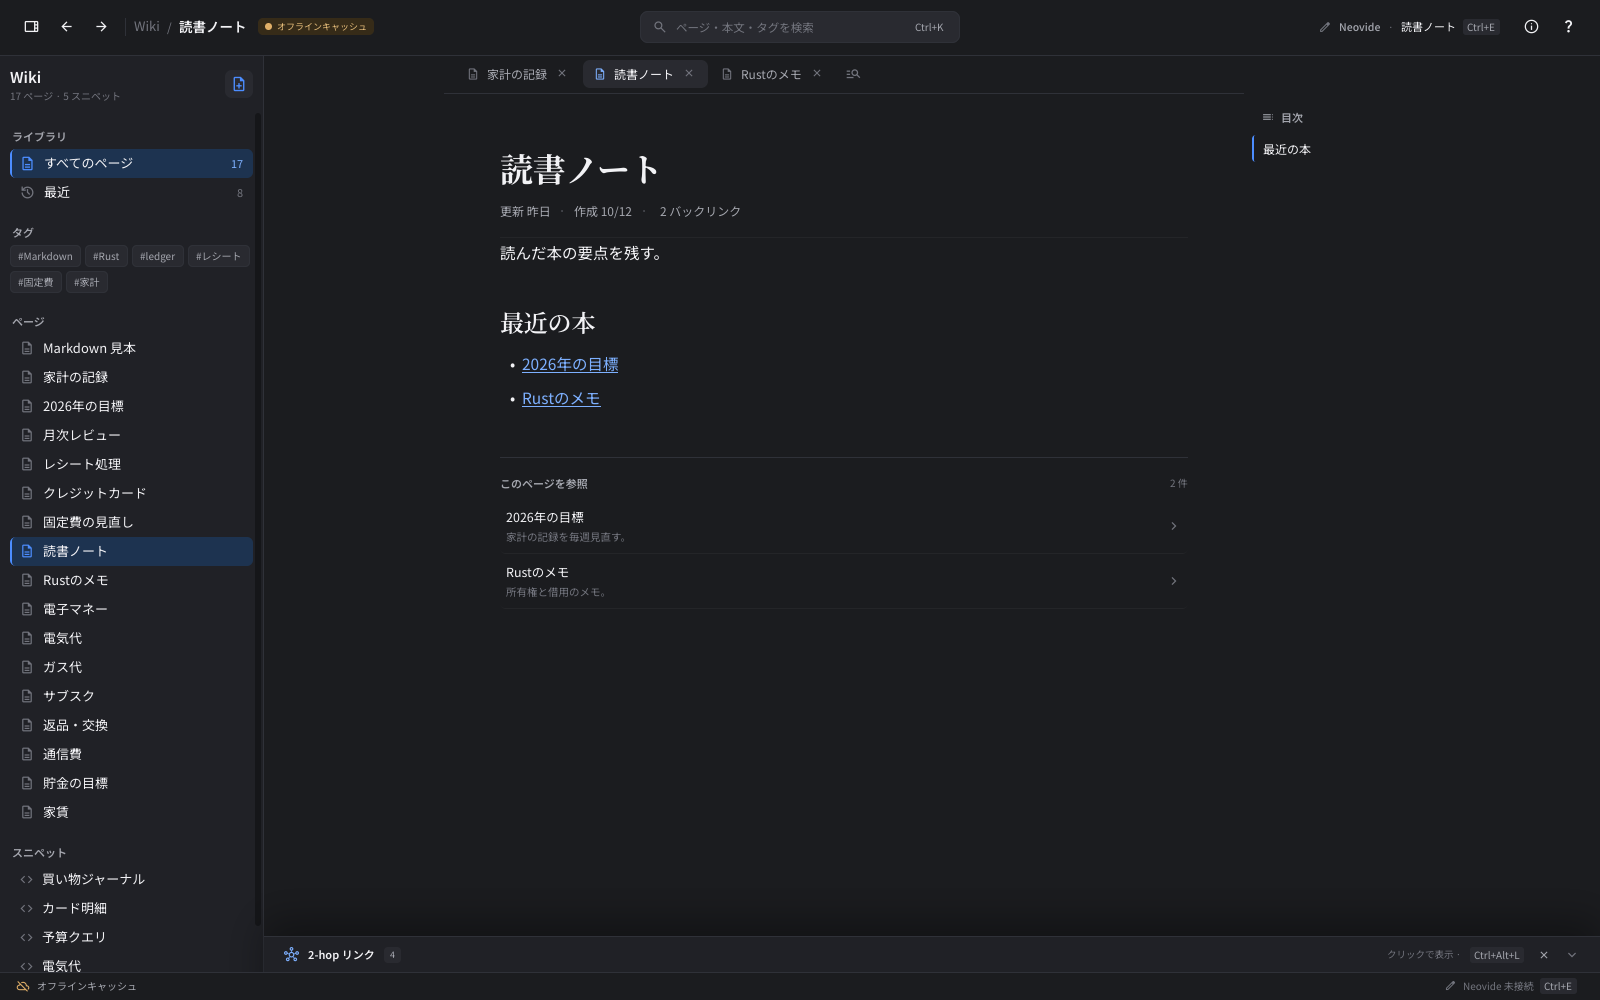 Wiki / 読書ノート オフラインキャッシュ
ページ・本文・タグを検索 Ctrl+K
Neovide · 読書ノート Ctrl+E ?
Wiki
17 ページ · 5 スニペット
ライブラリ
すべてのページ 17
最近 8
タグ
#Markdown #Rust #ledger #レシート
#固定費 #家計
ページ
Markdown 見本
家計の記録
2026年の目標
月次レビュー
レシート処理
クレジットカード
固定費の見直し
読書ノート
Rustのメモ
電子マネー
電気代
ガス代
サブスク
返品・交換
通信費
貯金の目標
家賃
スニペット
買い物ジャーナル
カード明細
予算クエリ
電気代
家計の記録 × 読書ノート × Rustのメモ ×
読書ノート
更新 昨日 · 作成 10/12 · 2 バックリンク
読んだ本の要点を残す。
最近の本
• 2026年の目標
• Rustのメモ
このページを参照 2 件
2026年の目標
家計の記録を毎週見直す。
Rustのメモ
所有権と借用のメモ。
目次
最近の本
2-hop リンク 4
クリックで表示 · Ctrl+Alt+L ×
オフラインキャッシュ
Neovide 未接続 Ctrl+E